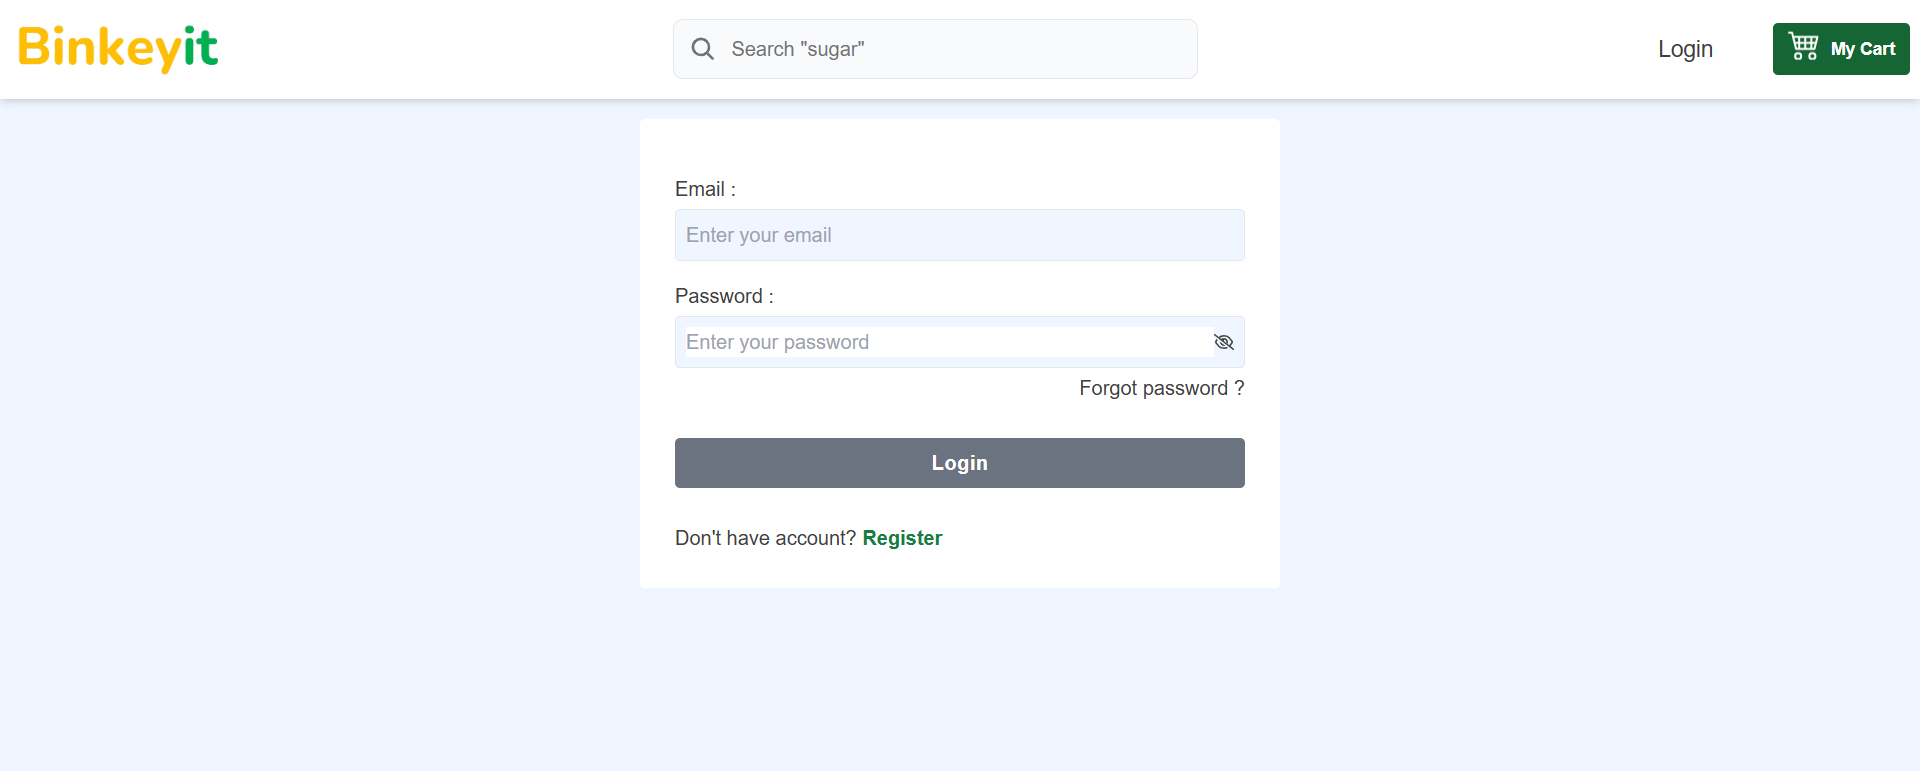 Binkeyit
Search "sugar"
Login
My Cart
Email :
Enter your email
Password :
Enter your password
Forgot password ?
Login
Don't have account? Register